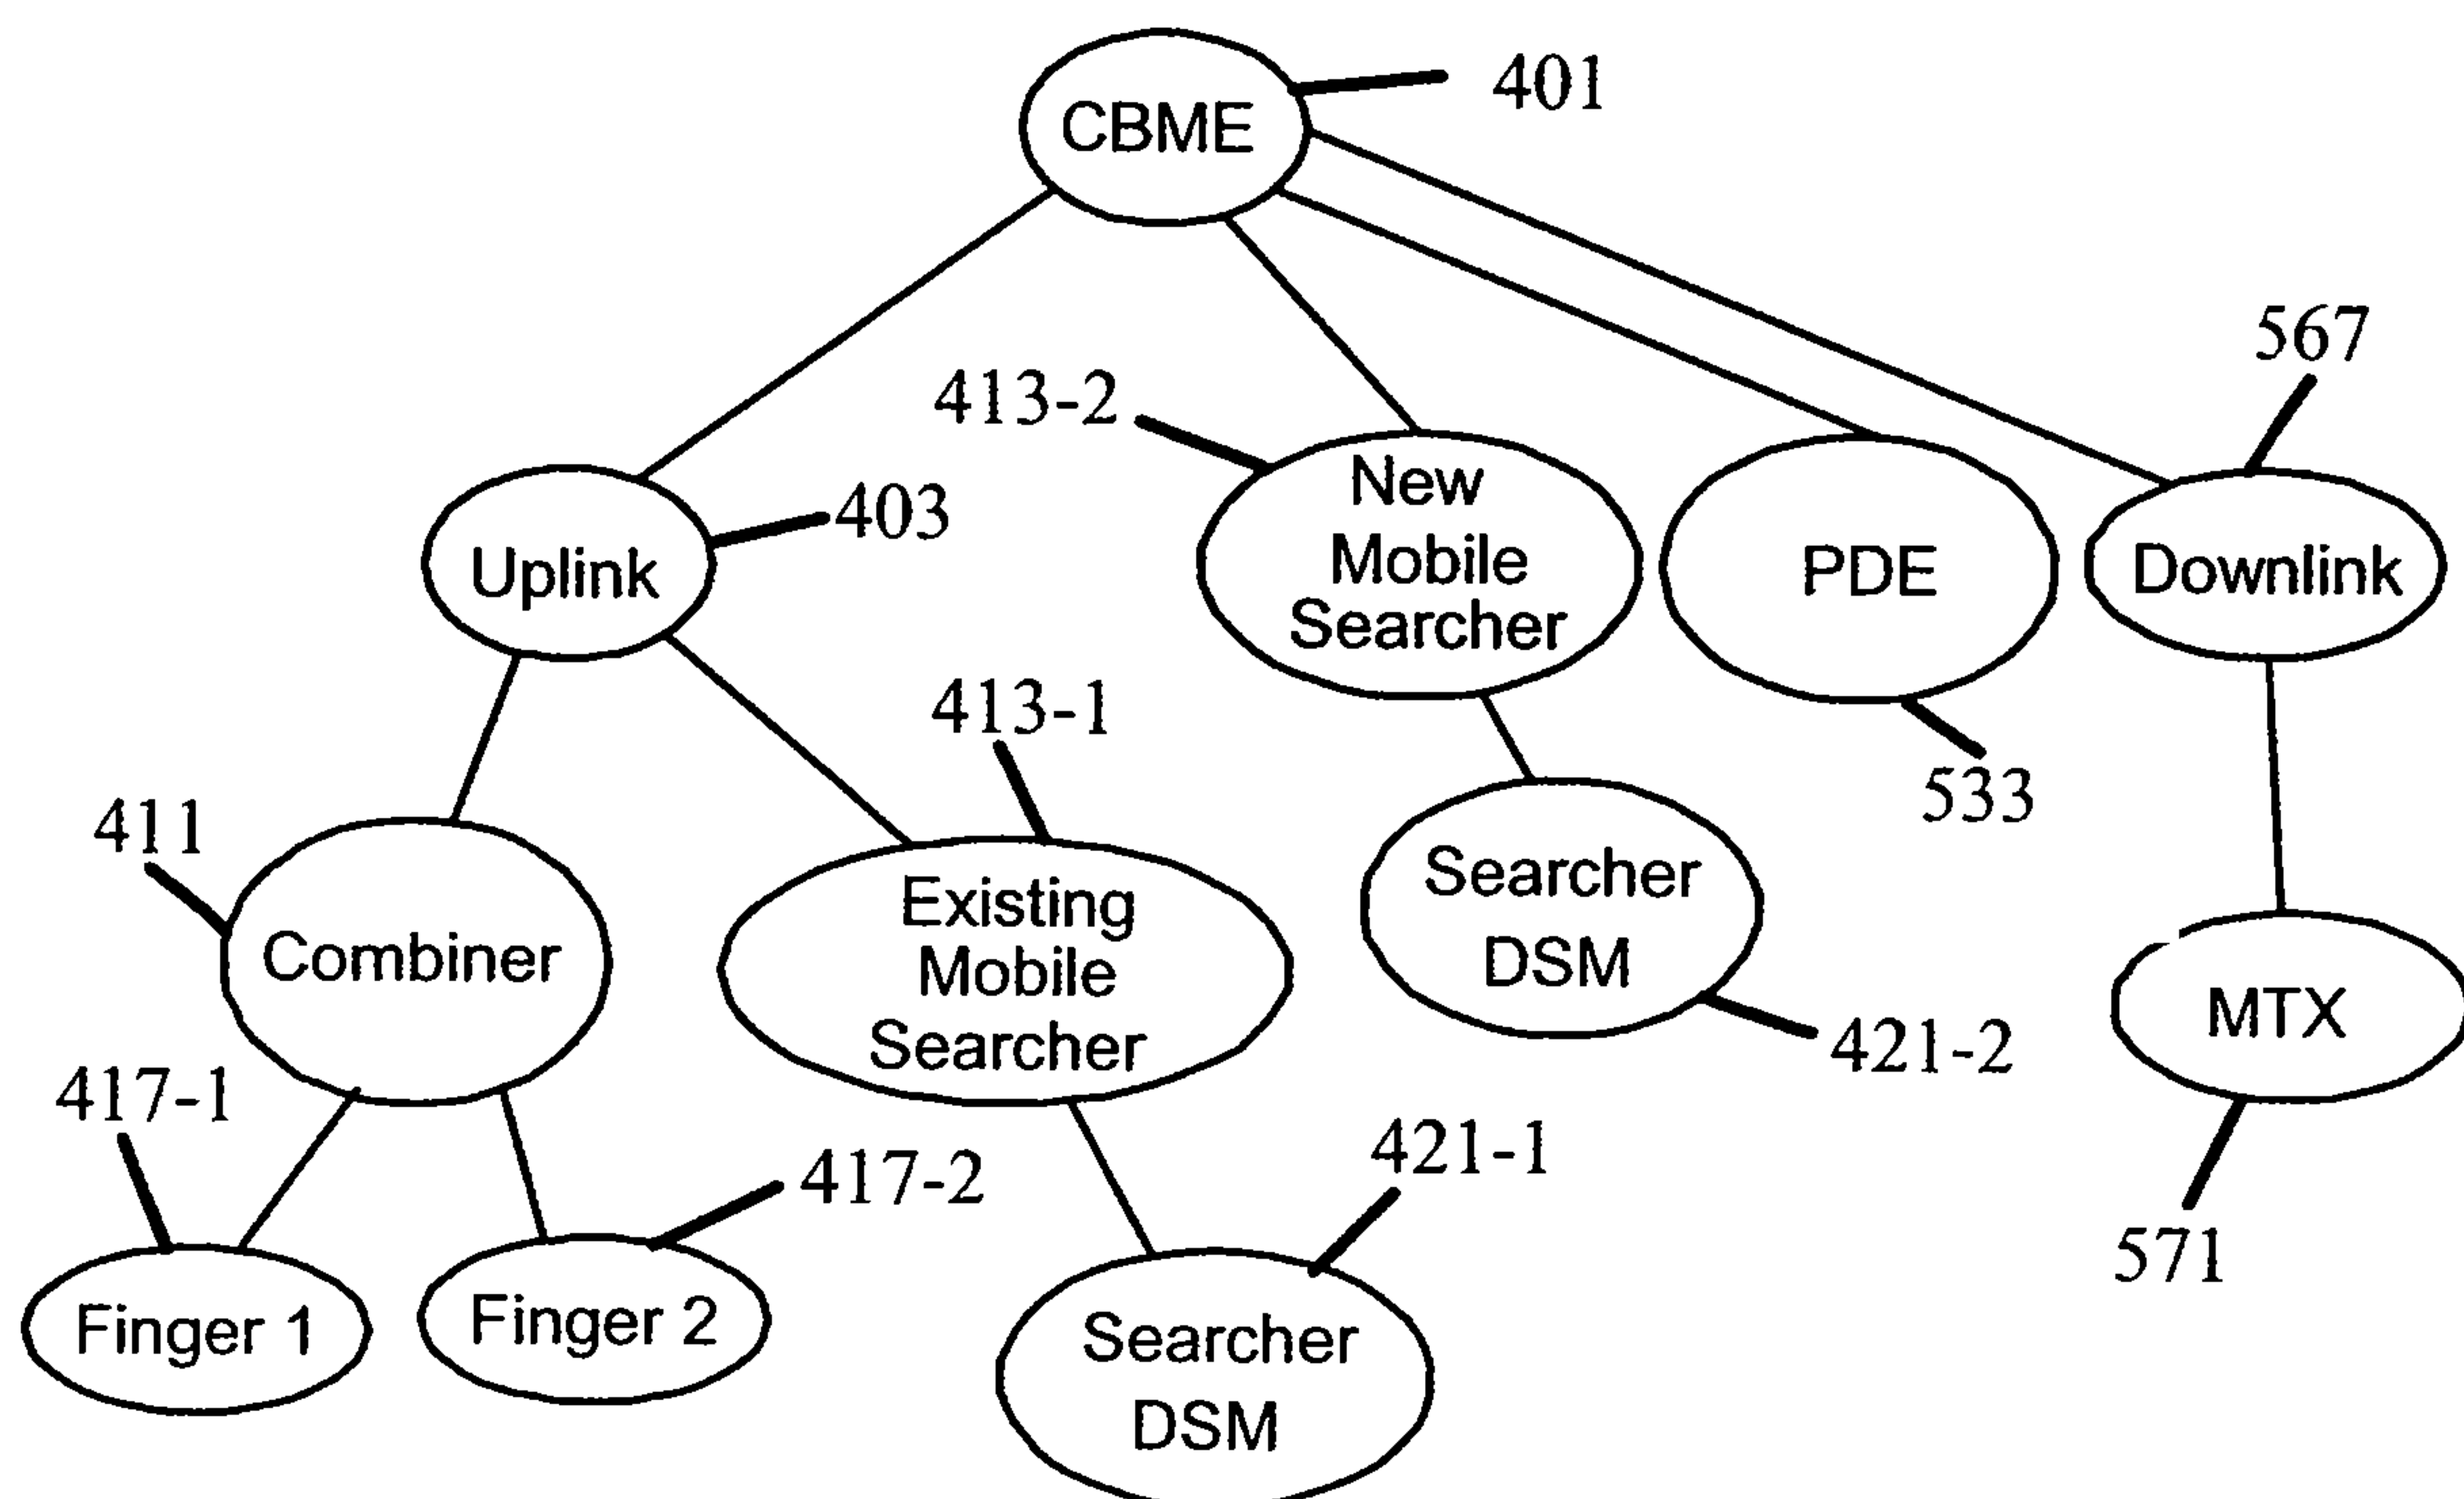 CBME
401
567
413-2
403
New
Mobile
Searcher
Uplink
PDE
Downlink
413-1
533
411
Searcher
DSM
Combiner
Existing
Mobile
Searcher
MTX
421-2
417-1
417-2
421-1
571
Finger 1
Finger 2
Searcher
DSM